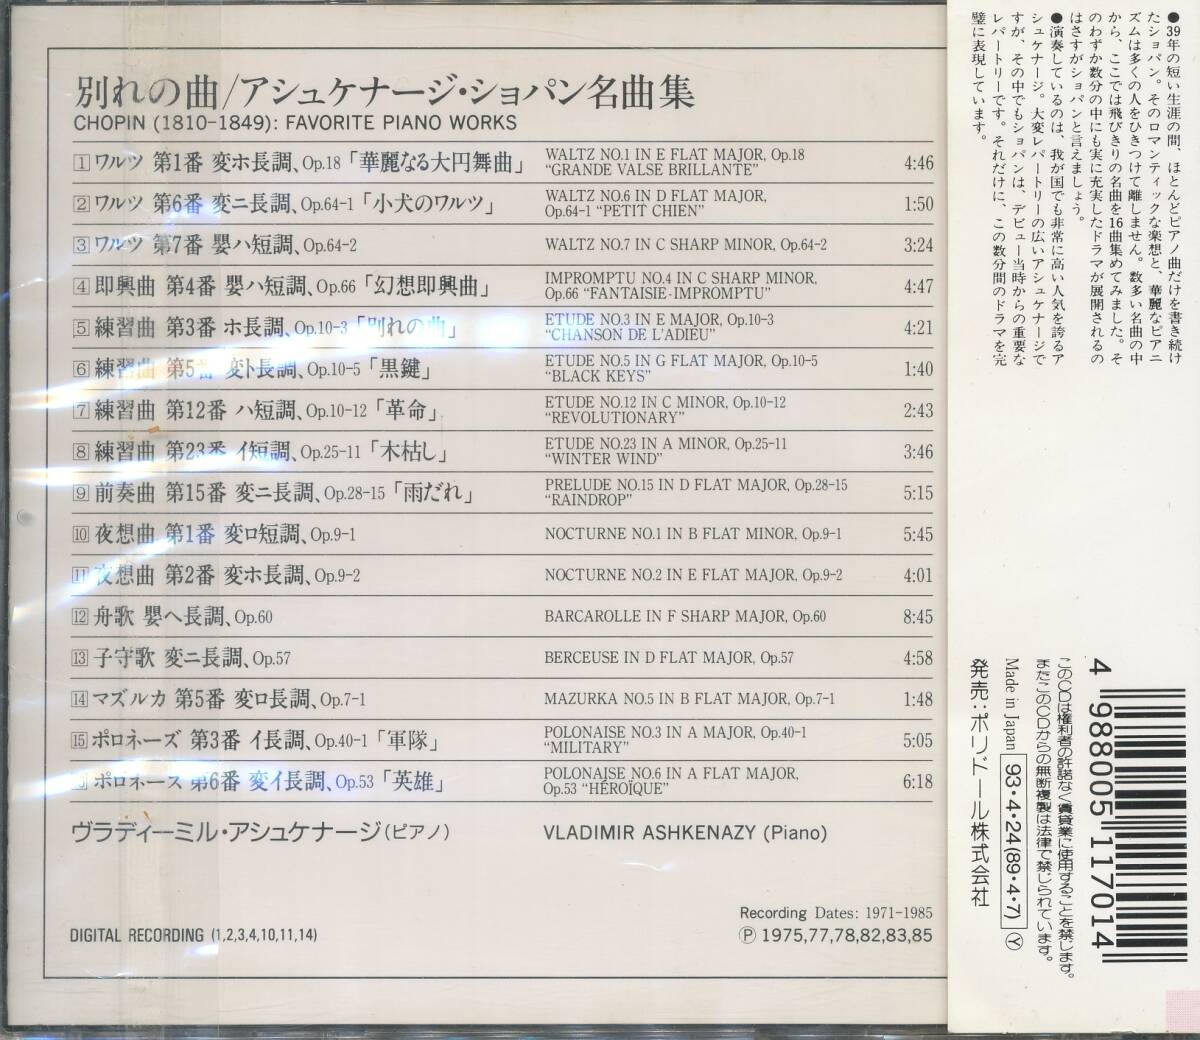 別れの曲/アシュケナージ・ショパン名曲集
CHOPIN (1810-1849): FAVORITE PIANO WORKS
1 ワルツ 第1番 変ホ長調、Op.18「華麗なる大円舞曲」 WALTZ NO.1 IN E FLAT MAJOR, Op.18 4:46
“GRANDE VALSE BRILLANTE”
2 ワルツ 第6番 変ニ長調、Op.64-1「小犬のワルツ」 WALTZ NO.6 IN D FLAT MAJOR, 1:50
Op.64-1 “PETIT CHIEN”
3 ワルツ 第7番 嬰ハ短調、Op.64-2 WALTZ NO.7 IN C SHARP MINOR, Op.64-2 3:24
4 即興曲 第4番 嬰ハ短調、Op.66「幻想即興曲」 IMPROMPTU NO.4 IN C SHARP MINOR, 4:47
Op.66 “FANTAISIE-IMPROMPTU”
5 練習曲 第3番 ホ長調、Op.10-3「別れの曲」 ETUDE NO.3 IN E MAJOR, Op.10-3 4:21
“CHANSON DE L'ADIEU”
6 練習曲 第5番 変ト長調、Op.10-5「黒鍵」 ETUDE NO.5 IN G FLAT MAJOR, Op.10-5 1:40
“BLACK KEYS”
7 練習曲 第12番 ハ短調、Op.10-12「革命」 ETUDE NO.12 IN C MINOR, Op.10-12 2:43
“REVOLUTIONARY”
8 練習曲 第23番 イ短調、Op.25-11「木枯し」 ETUDE NO.23 IN A MINOR, Op.25-11 3:46
“WINTER WIND”
9 前奏曲 第15番 変ニ長調、Op.28-15「雨だれ」 PRELUDE NO.15 IN D FLAT MAJOR, Op.28-15 5:15
“RAINDROP”
10 夜想曲 第1番 変ロ短調、Op.9-1 NOCTURNE NO.1 IN B FLAT MINOR, Op.9-1 5:45
11 夜想曲 第2番 変ホ長調、Op.9-2 NOCTURNE NO.2 IN E FLAT MAJOR, Op.9-2 4:01
12 舟歌 嬰ヘ長調、Op.60 BARCAROLLE IN F SHARP MAJOR, Op.60 8:45
13 子守歌 変ニ長調、Op.57 BERCEUSE IN D FLAT MAJOR, Op.57 4:58
14 マズルカ 第5番 変ロ長調、Op.7-1 MAZURKA NO.5 IN B FLAT MAJOR, Op.7-1 1:48
15 ポロネーズ 第3番 イ長調、Op.40-1「軍隊」 POLONAISE NO.3 IN A MAJOR, Op.40-1 5:05
“MILITARY”
ポロネーズ 第6番 変イ長調、Op.53「英雄」 POLONAISE NO.6 IN A FLAT MAJOR, 6:18
Op.53 “HÉROÏQUE”
ヴラディーミル・アシュケナージ(ピアノ) VLADIMIR ASHKENAZY (Piano)
Recording Dates: 1971-1985
DIGITAL RECORDING (1,2,3,4,10,11,14) Ⓟ 1975,77,78,82,83,85
●39年の短い生涯の間、ほとんどピアノ曲だけを書き続け
たショパン。そのロマンティックな楽想と、華麗なピアニ
ズムは多くの人をひきつけて離しません。数多い名曲の中
から、ここでは飛びきりの名曲を16曲集めてみました。そ
のわずか数分の中にも実に充実したドラマが展開されるの
はさすがショパンと言えましょう。
●演奏しているのは、我が国でも非常に高い人気を誇るア
シュケナージ。大変レパートリーの広いアシュケナージで
すが、その中でもショパンは、デビュー当時からの重要な
レパートリーです。それだけに、この数分間のドラマを完
璧に表現しています。
4 988005 117014
このCDは権利者の許諾なく賃貸業に使用することを禁じます。
またこのCDからの無断複製は法律で禁じられています。
Made in Japan 93・4・24(89・4・7) Ⓨ
発売:ポリドール株式会社